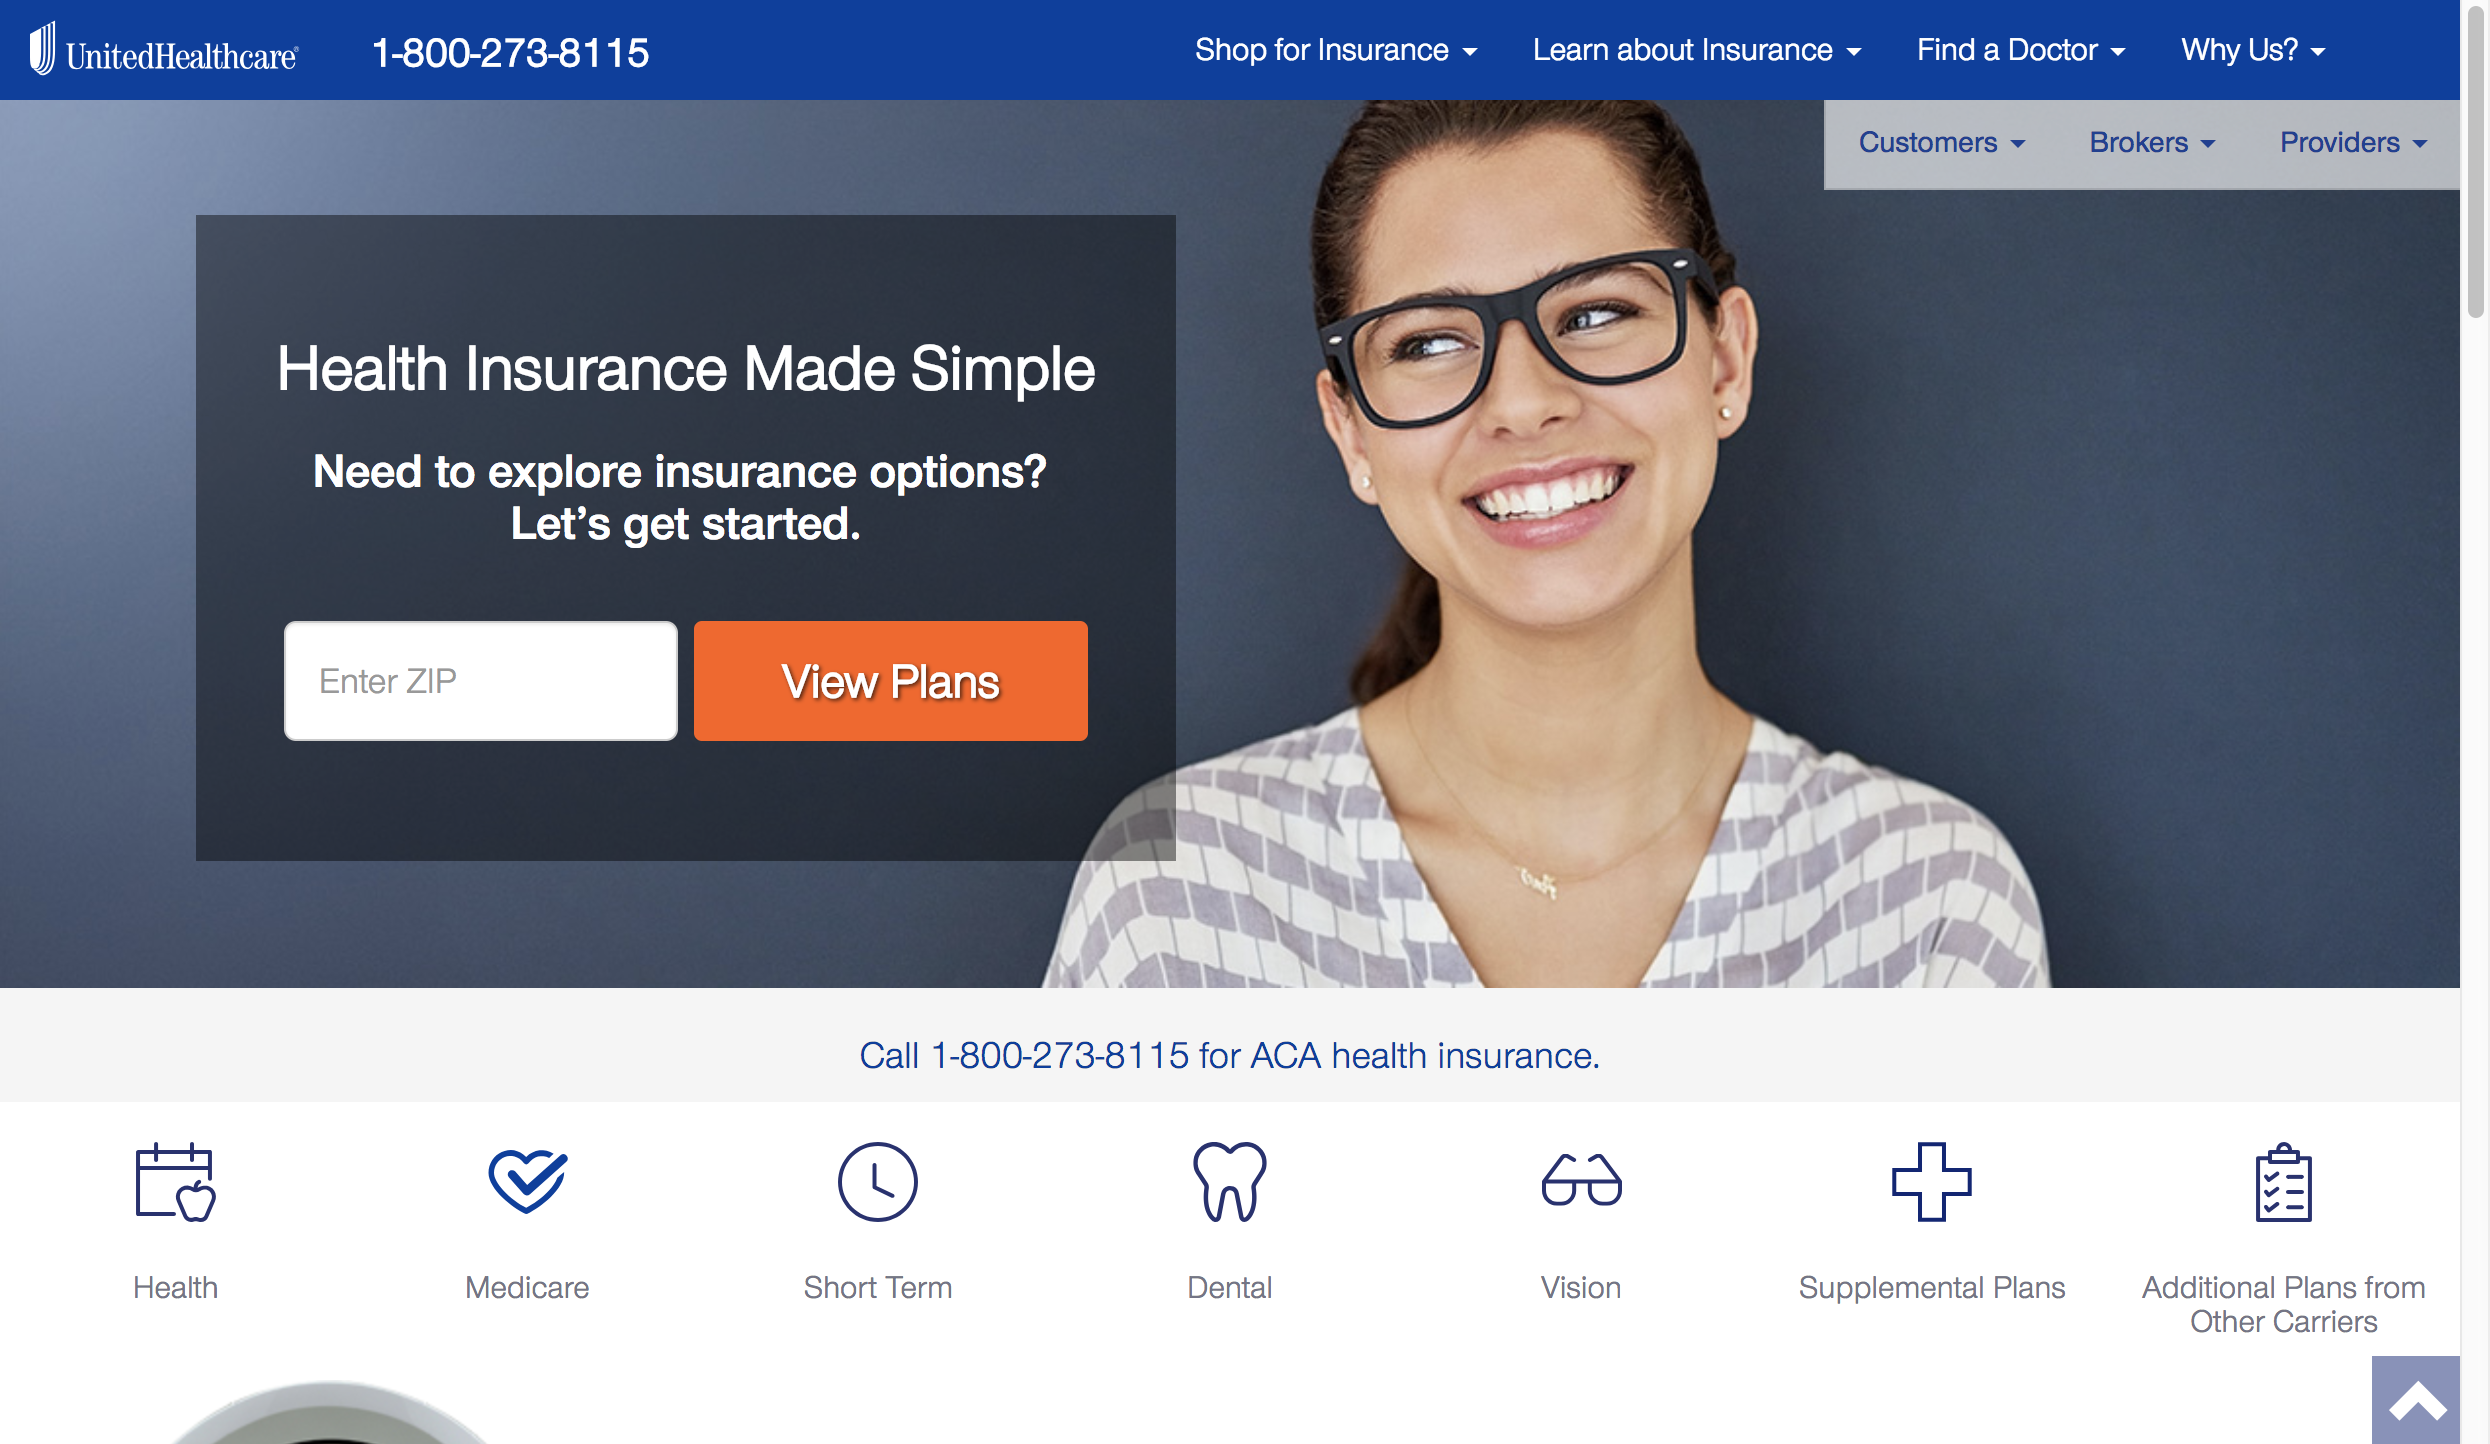 UnitedHealthcare®
1-800-273-8115
Shop for Insurance
Learn about Insurance
Find a Doctor
Why Us?
Customers
Brokers
Providers
Health Insurance Made Simple
Need to explore insurance options?
Let’s get started.
Enter ZIP
View Plans
Call 1-800-273-8115 for ACA health insurance.
Health
Medicare
Short Term
Dental
Vision
Supplemental Plans
Additional Plans from
Other Carriers